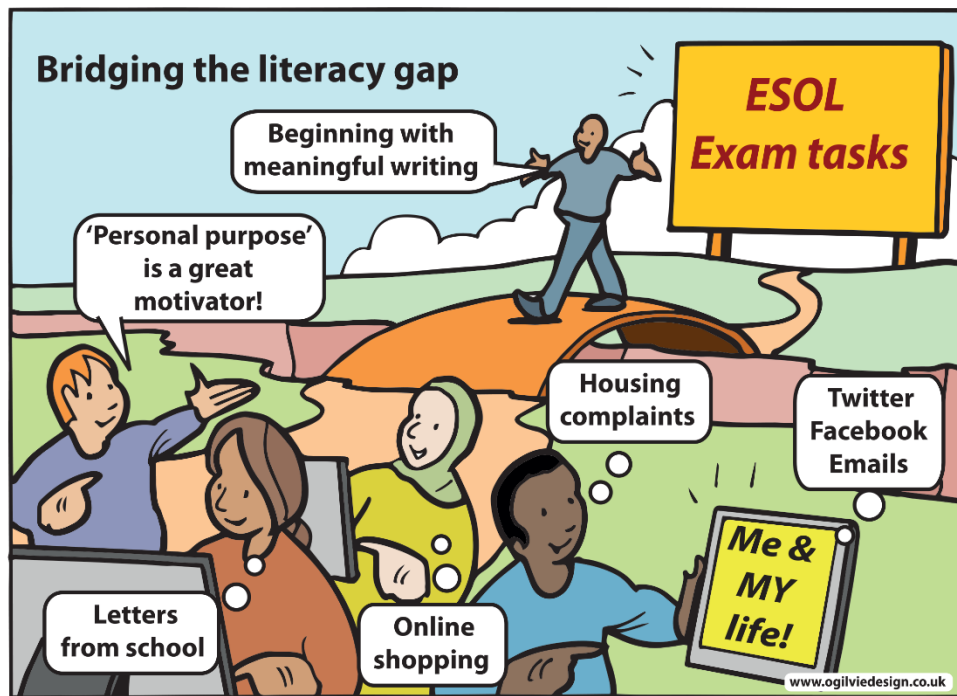 Bridging the literacy gap
ESOL
Exam tasks
Beginning with
meaningful writing
‘Personal purpose’
is a great
motivator!
Housing
complaints
Twitter
Facebook
Emails
Me &
MY
life!
Letters
from school
Online
shopping
www.ogilviedesign.co.uk